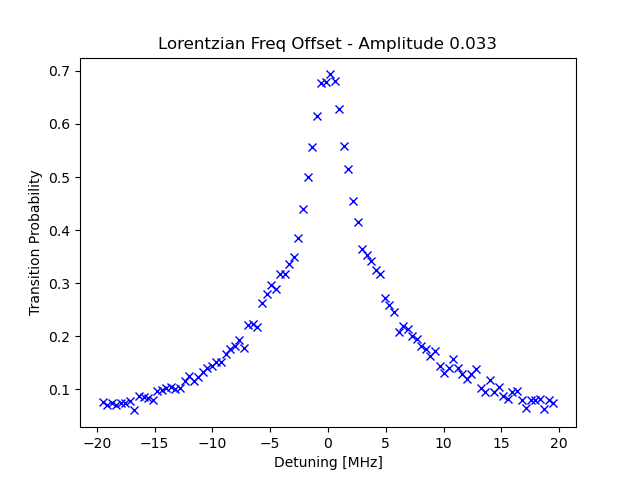 Lorentzian Freq Offset - Amplitude 0.033
0.7
0.6
0.5
0.4
0.3
0.2
0.1
Transition Probability
−20 −15 −10 −5 0 5 10 15 20
Detuning [MHz]